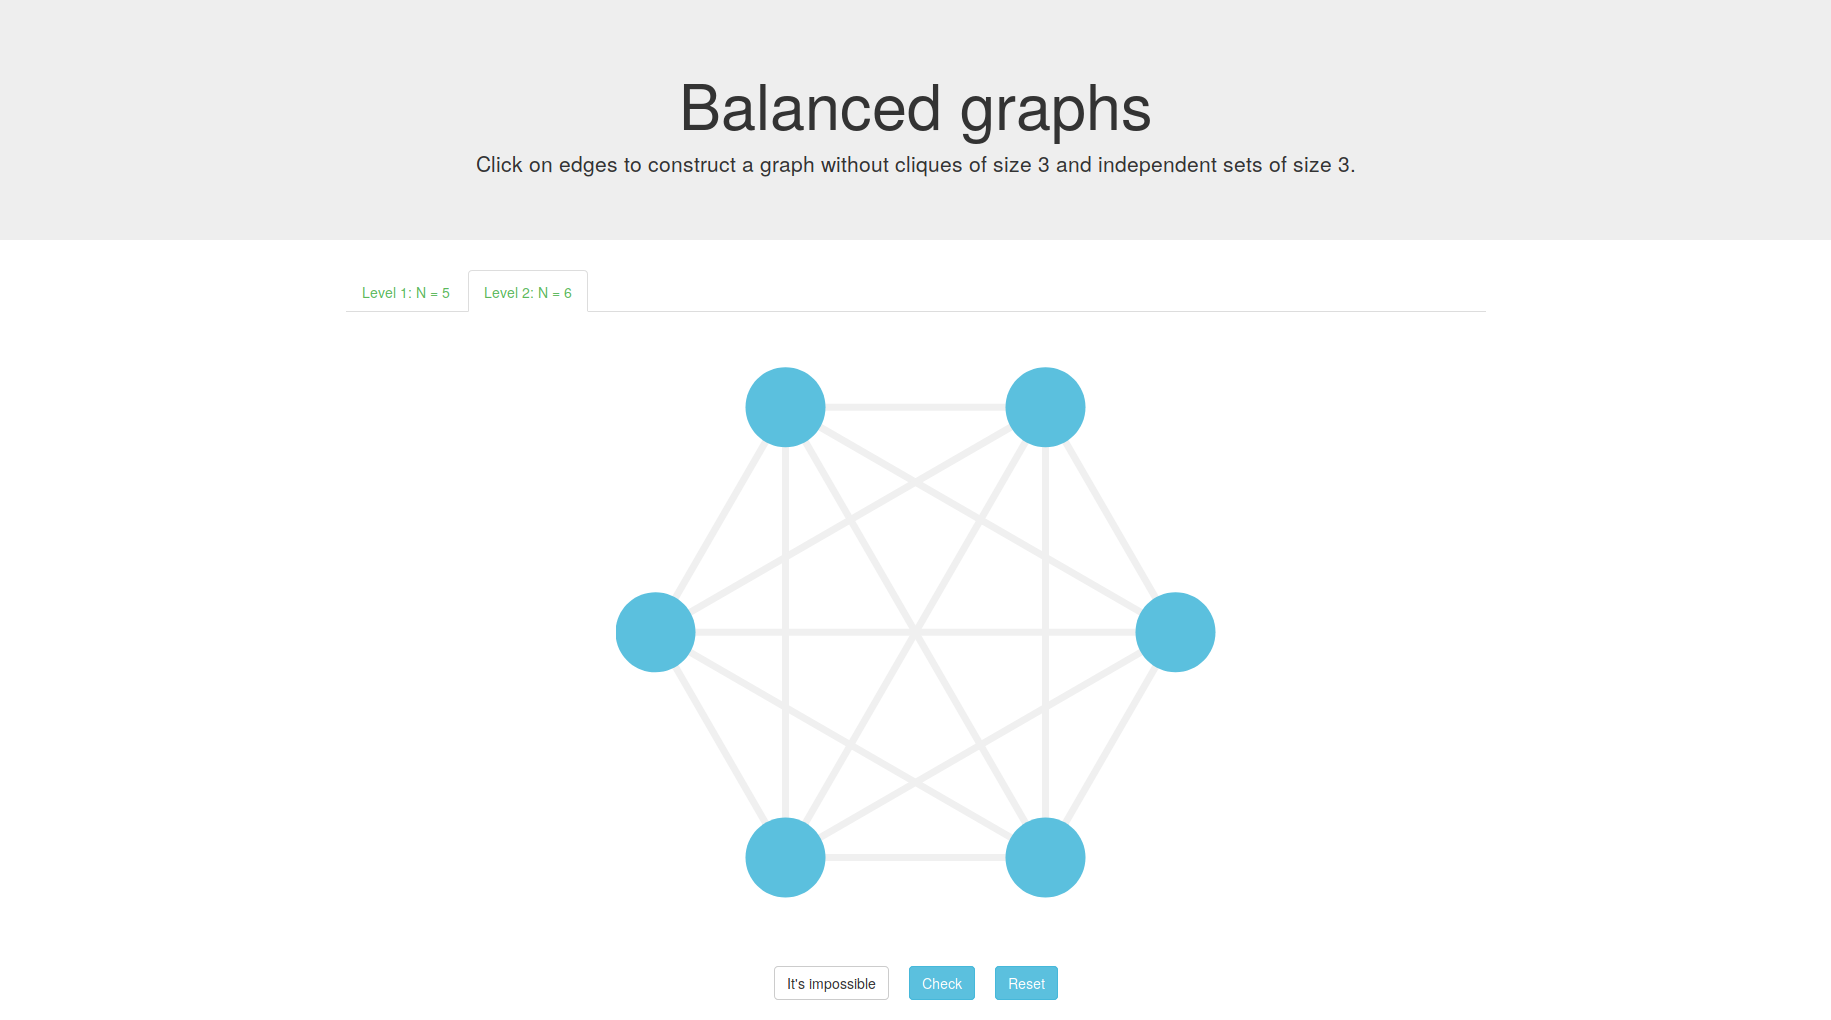 Balanced graphs
Click on edges to construct a graph without cliques of size 3 and independent sets of size 3.
Level 1: N = 5
Level 2: N = 6
It's impossible
Check
Reset